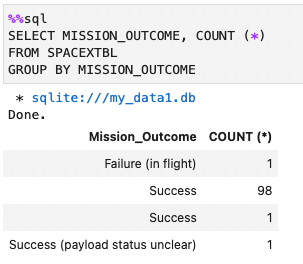 %%sql
SELECT MISSION_OUTCOME, COUNT (*)
FROM SPACEXTBL
GROUP BY MISSION_OUTCOME
* sqlite:///my_data1.db
Done.
Mission_Outcome COUNT (*)
Failure (in flight) 1
Success 98
Success 1
Success (payload status unclear) 1